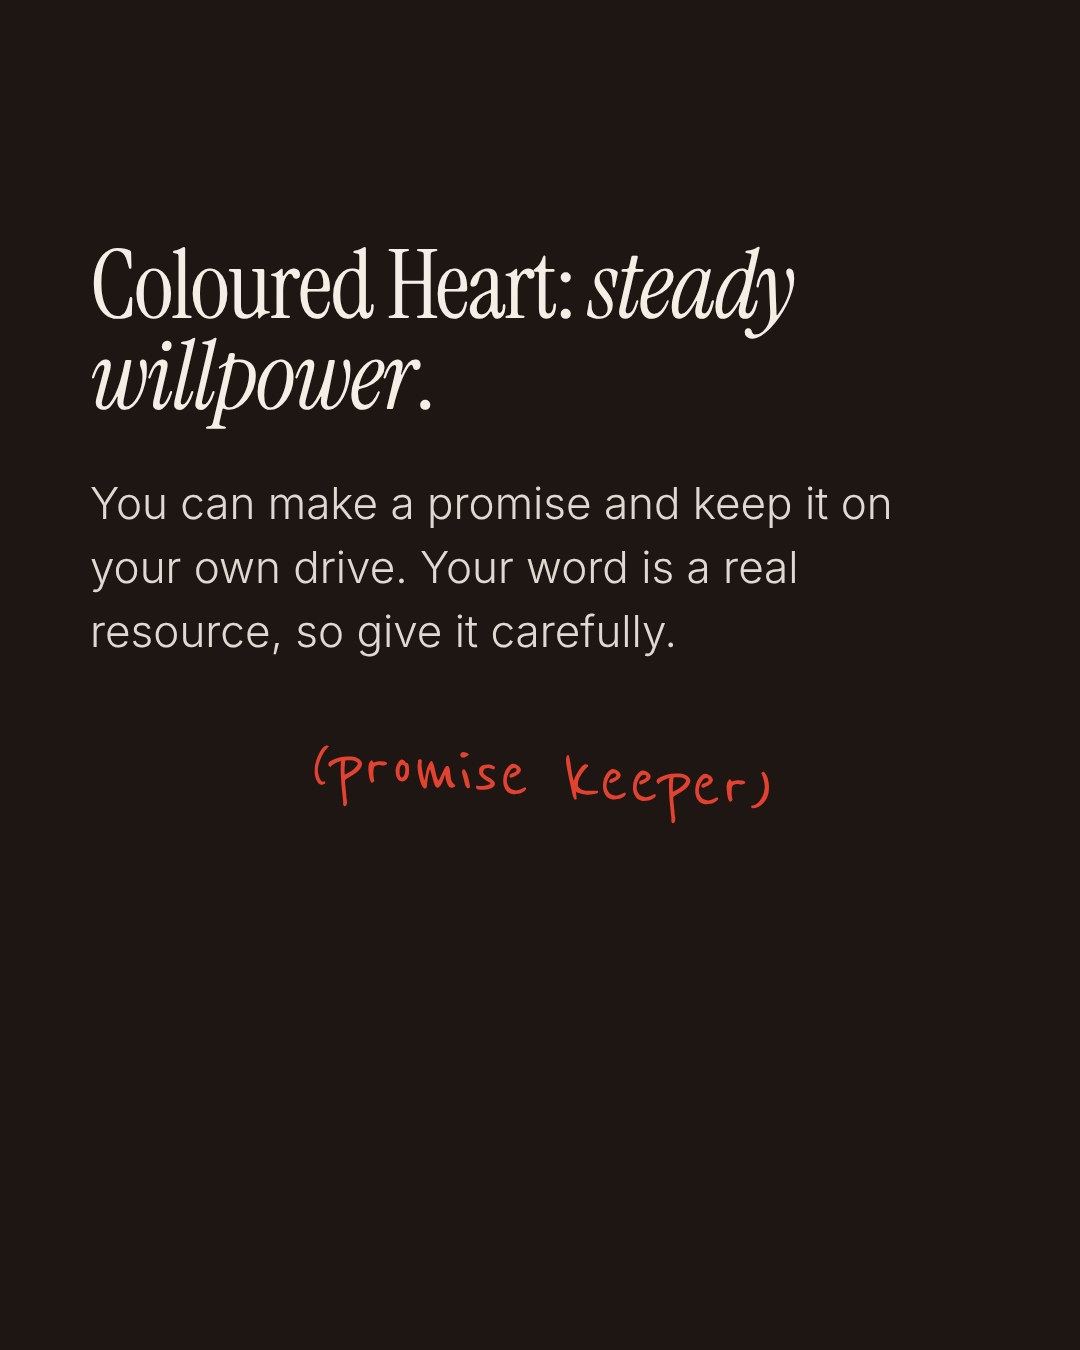 Coloured Heart: steady
willpower.
You can make a promise and keep it on
your own drive. Your word is a real
resource, so give it carefully.
(promise keeper)